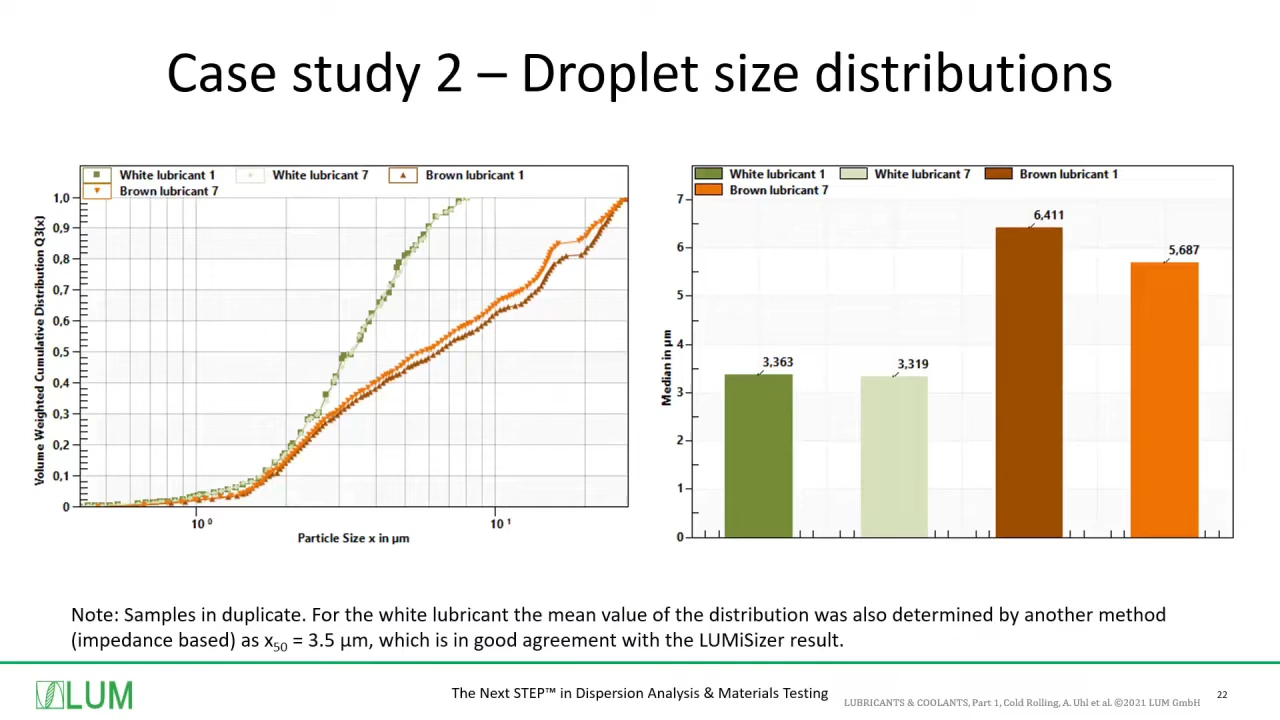 Case study 2 – Droplet size distributions
White lubricant 1 White lubricant 7 Brown lubricant 1
Brown lubricant 7
1,0
0,9
0,8
0,7
0,6
0,5
0,4
0,3
0,2
0,1
0
Volume Weighted Cumulative Distribution Q3(x)
10⁰ 10¹
Particle Size x in µm
White lubricant 1 White lubricant 7 Brown lubricant 1
Brown lubricant 7
7
6
5
4
3
2
1
0
Median in µm
3,363
3,319
6,411
5,687
Note: Samples in duplicate. For the white lubricant the mean value of the distribution was also determined by another method
(impedance based) as x₅₀ = 3.5 µm, which is in good agreement with the LUMiSizer result.
LUM
The Next STEP™ in Dispersion Analysis & Materials Testing
LUBRICANTS & COOLANTS, Part 1, Cold Rolling, A. Uhl et al. ©2021 LUM GmbH
22